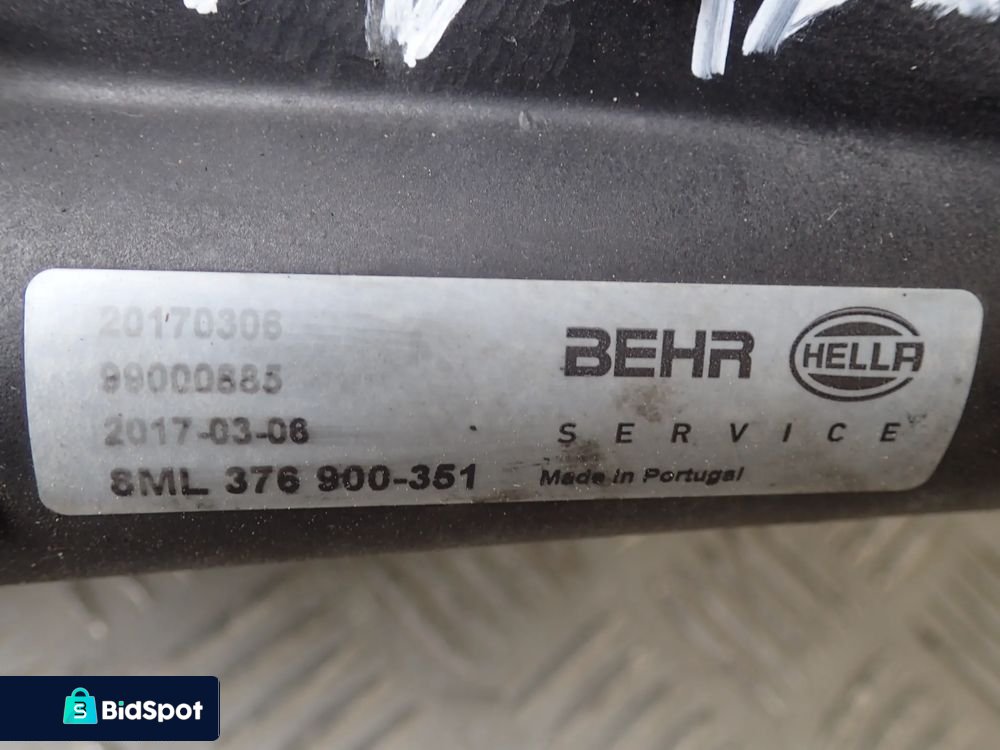 20170306
99000885
2017-03-06
8ML 376 900-351
BEHR HELLA
SERVICE
Made in Portugal
BidSpot